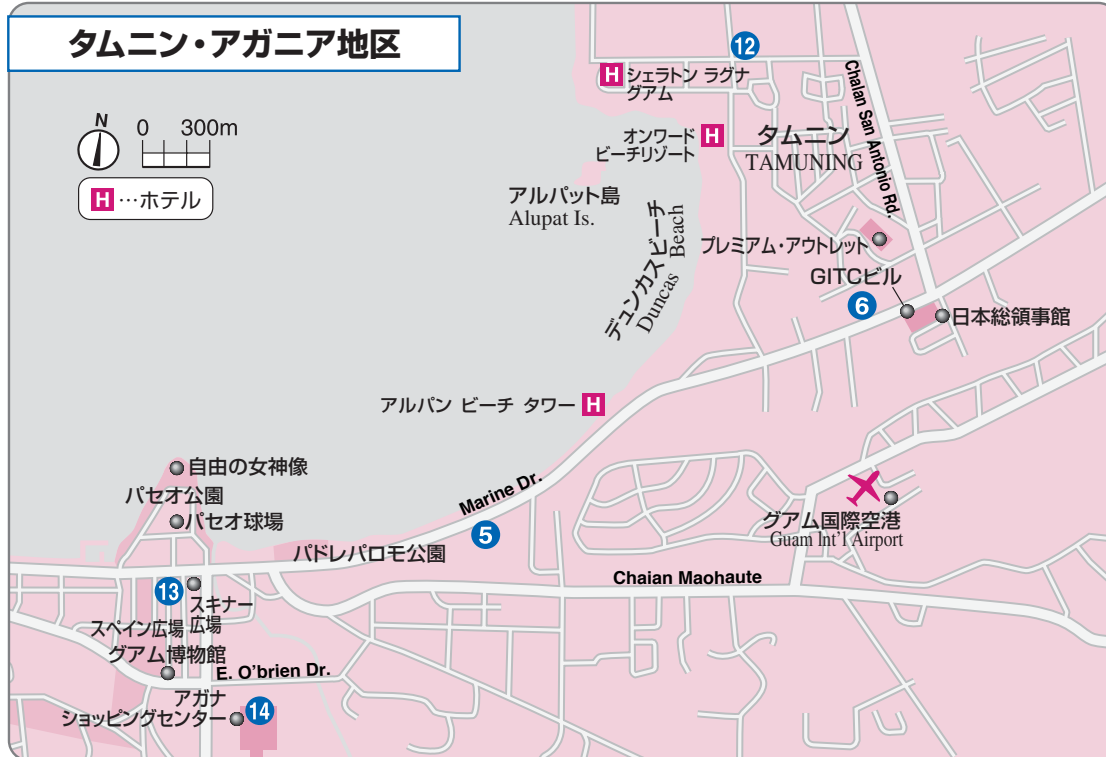 タムニン・アガニア地区
N
0 300m
H…ホテル
12
H シェラトン ラグナ
グアム
Chalan San Antonio Rd.
オンワード H
ビーチリゾート
タムニン
TAMUNING
アルパット島
Alupat Is.
デュンカスビーチ
Duncas Beach
プレミアム・アウトレット
GITCビル
6
日本総領事館
アルパン ビーチ タワー H
自由の女神像
パセオ公園
パセオ球場
Marine Dr.
5
パドレパロモ公園
グアム国際空港
Guam Int'l Airport
Chaian Maohaute
13
スキナー
広場
スペイン広場
グアム博物館
E. O'brien Dr.
アガナ
ショッピングセンター
14